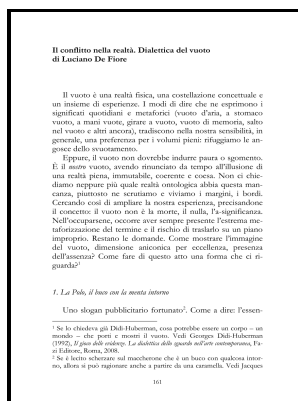 Il conflitto nella realtà. Dialettica del vuoto
di Luciano De Fiore
Il vuoto è una realtà fisica, una costellazione concettuale e
un insieme di esperienze. I modi di dire che ne esprimono i
significati quotidiani e metaforici (vuoto d’aria, a stomaco
vuoto, a mani vuote, girare a vuoto, vuoto di memoria, salto
nel vuoto e altri ancora), tradiscono nella nostra sensibilità, in
generale, una preferenza per i volumi pieni: rifuggiamo le an-
gosce dello svuotamento.
Eppure, il vuoto non dovrebbe indurre paura o sgomento.
È il nostro vuoto, avendo rinunciato da tempo all’illusione di
una realtà piena, immutabile, coerente e coesa. Non ci chie-
diamo neppure più quale realtà ontologica abbia questa man-
canza, piuttosto ne scrutiamo e viviamo i margini, i bordi.
Cercando così di ampliare la nostra esperienza, precisandone
il concetto: il vuoto non è la morte, il nulla, l’a-significanza.
Nell’occuparsene, occorre aver sempre presente l’estrema me-
taforizzazione del termine e il rischio di traslarlo su un piano
improprio. Restano le domande. Come mostrare l’immagine
del vuoto, dimensione aniconica per eccellenza, presenza
dell’assenza? Come fare di questo atto una forma che ci ri-
guarda?¹
1. La Polo, il buco con la menta intorno
Uno slogan pubblicitario fortunato². Come a dire: l’essen-
¹ Se lo chiedeva già Didi-Huberman, cosa potrebbe essere un corpo – un
mondo – che porti e mostri il vuoto. Vedi Georges Didi-Huberman
(1992), Il gioco delle evidenze. La dialettica dello sguardo nell’arte contemporanea, Fa-
zi Editore, Roma, 2008.
² Se è lecito scherzare sul maccherone che è un buco con qualcosa intor-
no, allora si può ragionare anche a partire da una caramella. Vedi Jacques
161